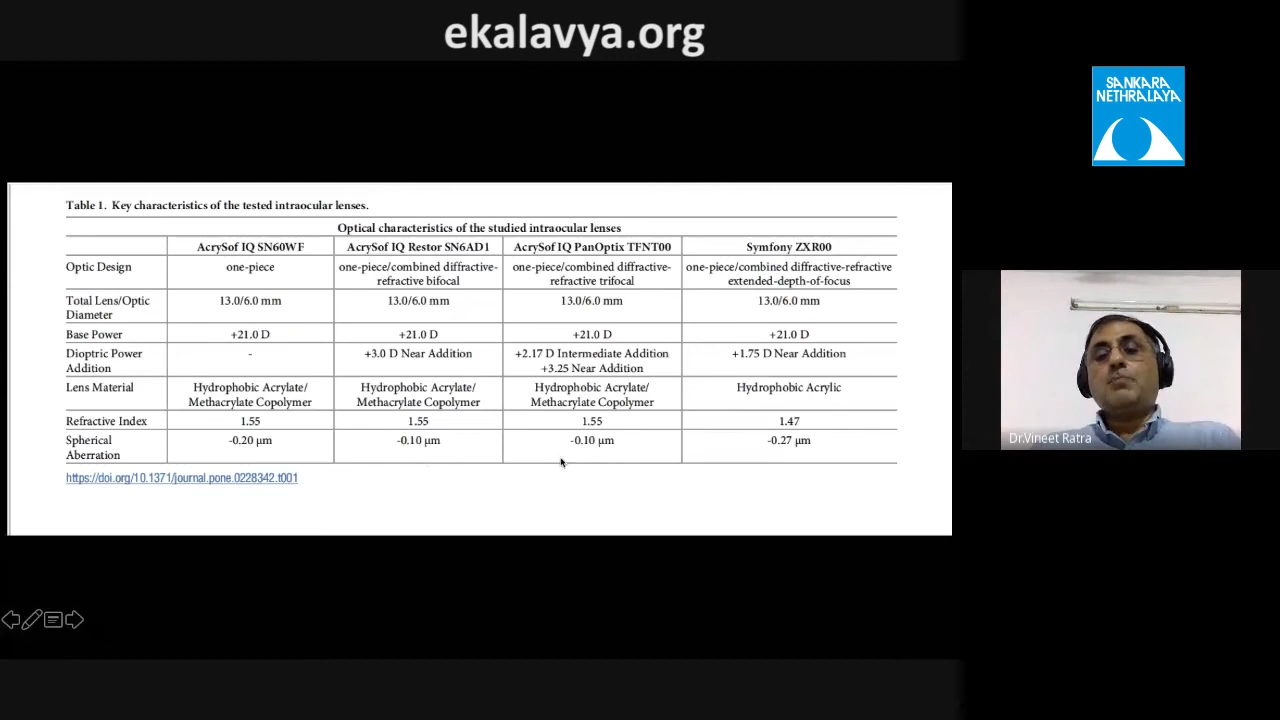 ekalavya.org
SANKARA
NETHRALAYA
Table 1. Key characteristics of the tested intraocular lenses.
Optical characteristics of the studied intraocular lenses
AcrySof IQ SN60WF AcrySof IQ Restor SN6AD1 AcrySof IQ PanOptix TFNT00 Symfony ZXR00
Optic Design one-piece one-piece/combined diffractive- one-piece/combined diffractive- one-piece/combined diffractive-refractive
refractive bifocal refractive trifocal extended-depth-of-focus
Total Lens/Optic 13.0/6.0 mm 13.0/6.0 mm 13.0/6.0 mm 13.0/6.0 mm
Diameter
Base Power +21.0 D +21.0 D +21.0 D +21.0 D
Dioptric Power - +3.0 D Near Addition +2.17 D Intermediate Addition +1.75 D Near Addition
Addition +3.25 Near Addition
Lens Material Hydrophobic Acrylate/ Hydrophobic Acrylate/ Hydrophobic Acrylate/ Hydrophobic Acrylic
Methacrylate Copolymer Methacrylate Copolymer Methacrylate Copolymer
Refractive Index 1.55 1.55 1.55 1.47
Spherical -0.20 μm -0.10 μm -0.10 μm -0.27 μm
Aberration
https://doi.org/10.1371/journal.pone.0228342.t001
Dr.Vineet Ratra